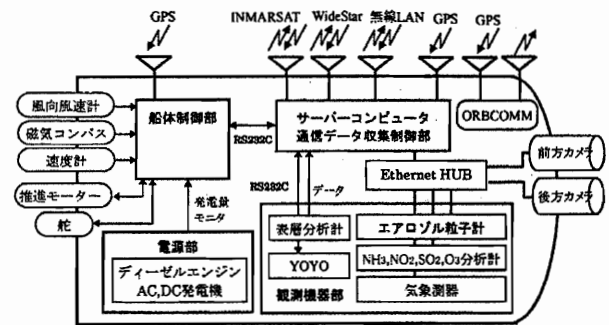 GPS
INMARSAT
WideStar
無線LAN
GPS
GPS
風向風速計
磁気コンパス
速度計
推進モーター
舵
船体制御部
RS232C
サーバーコンピュータ
通信データ収集制御部
ORBCOMM
前方カメラ
後方カメラ
Ethernet HUB
RS232C
データ
発電量
モニタ
電源部
ディーゼルエンジン
AC,DC発電機
表層分析計
YOYO
観測機器部
エアロゾル粒子計
NH3,NO2,SO2,O3分析計
気象測器